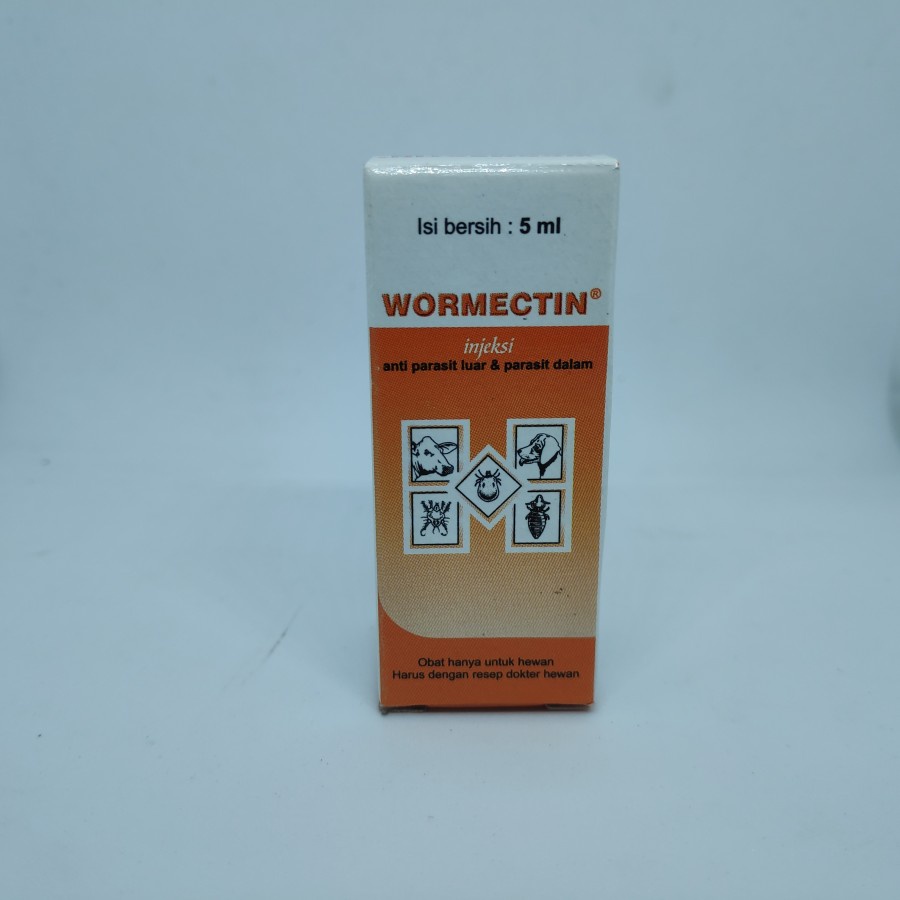 Isi bersih : 5 ml
WORMECTIN®
injeksi
anti parasit luar & parasit dalam
Obat hanya untuk hewan
Harus dengan resep dokter hewan